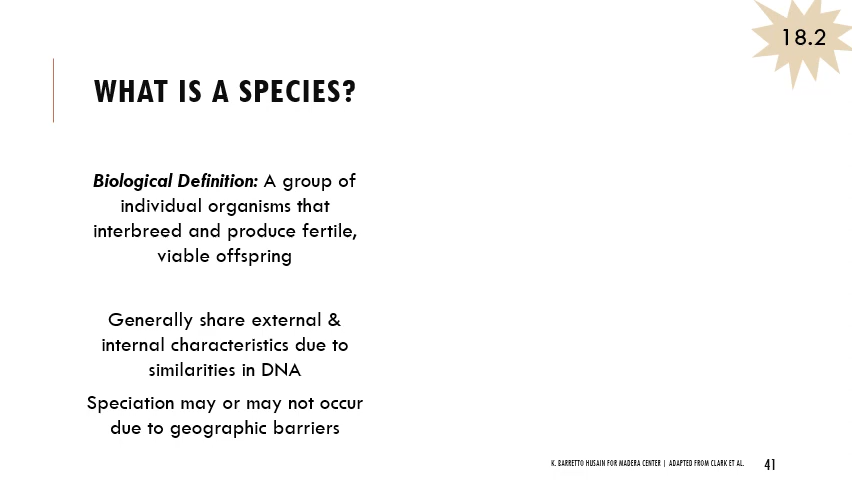 18.2
WHAT IS A SPECIES?
Biological Definition: A group of
individual organisms that
interbreed and produce fertile,
viable offspring
Generally share external &
internal characteristics due to
similarities in DNA
Speciation may or may not occur
due to geographic barriers
K. BARRETTO HUSAIN FOR MADERA CENTER | ADAPTED FROM CLARK ET AL.
41